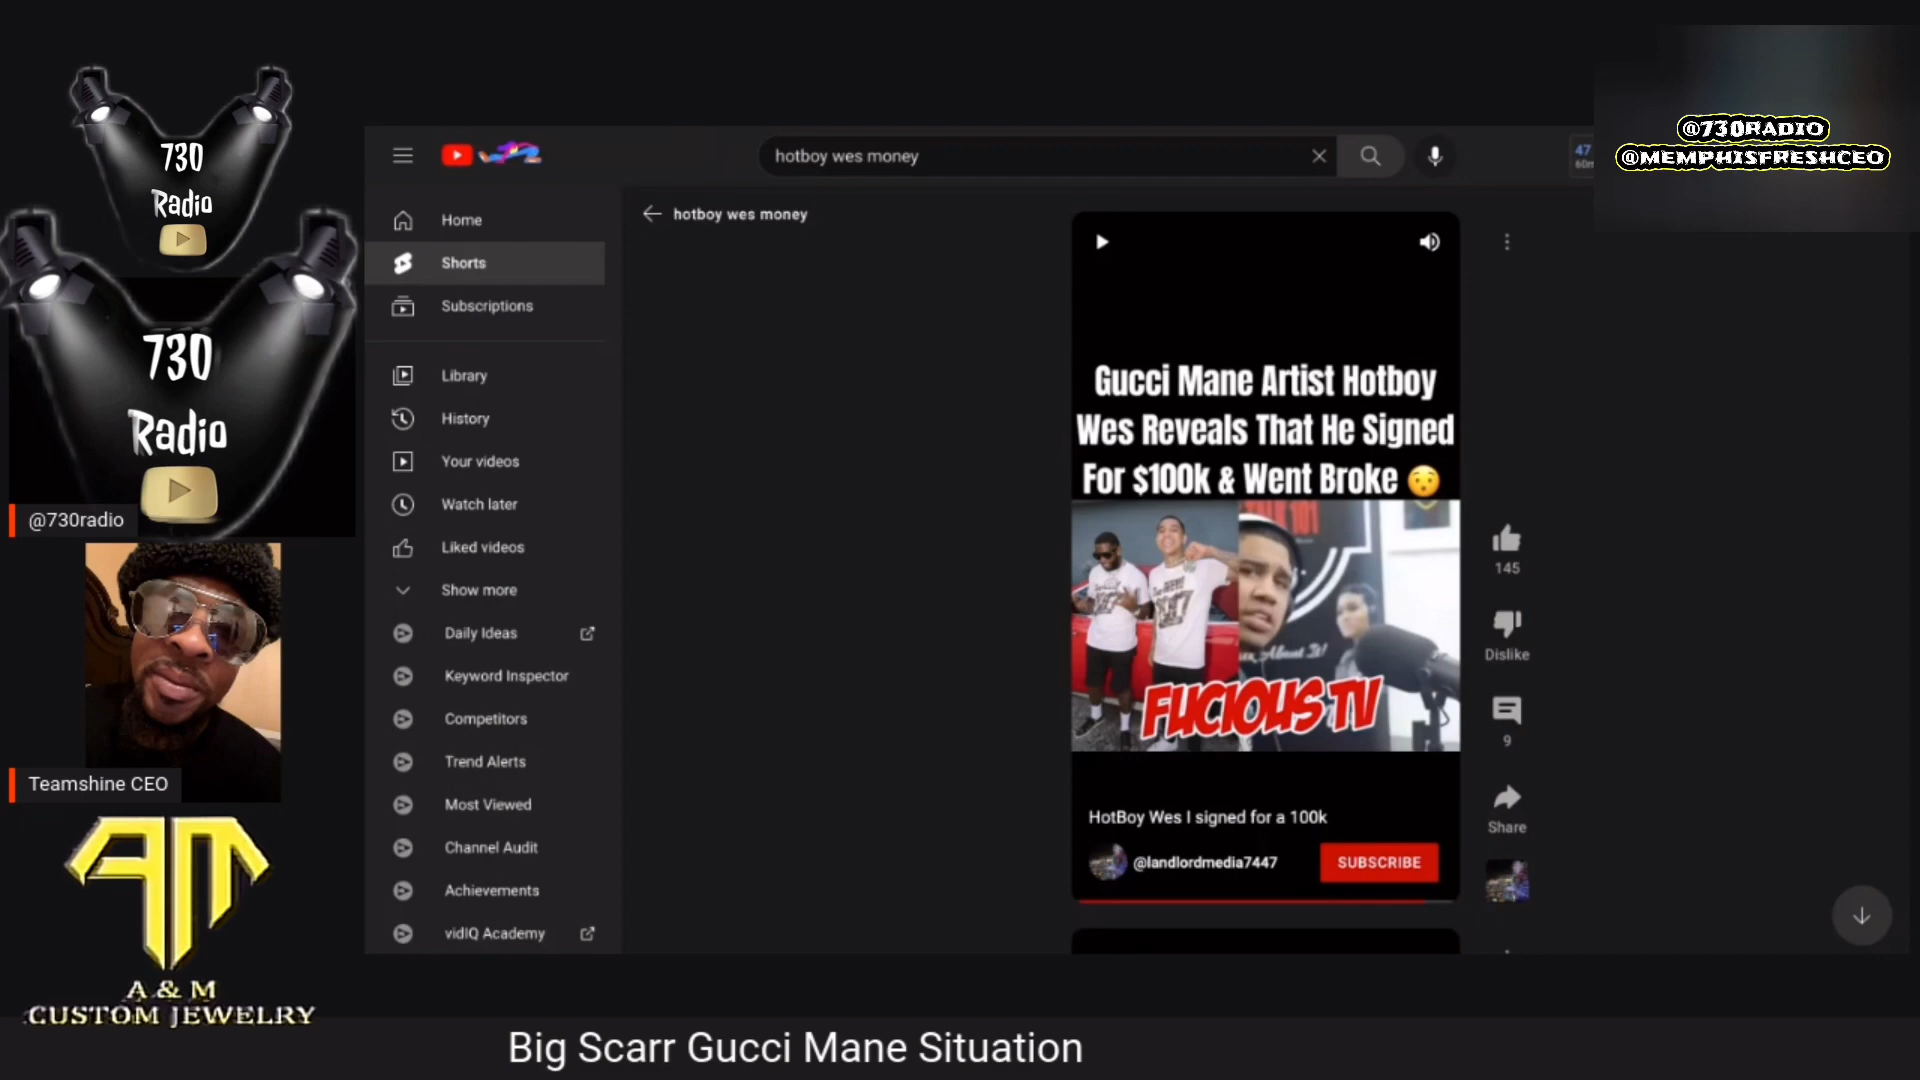 730
Radio
730
Radio
@730radio
Teamshine CEO
A & M
CUSTOM JEWELRY
hotboy wes money
47
@730RADIO
@MEMPHISFRESHCEO
Home
Shorts
Subscriptions
Library
History
Your videos
Watch later
Liked videos
Show more
Daily Ideas
Keyword Inspector
Competitors
Trend Alerts
Most Viewed
Channel Audit
Achievements
vidIQ Academy
hotboy wes money
Gucci Mane Artist Hotboy
Wes Reveals That He Signed
For $100k & Went Broke 😯
About It!
FUCIOUS TV
HotBoy Wes I signed for a 100k
@landlordmedia7447
SUBSCRIBE
145
Dislike
9
Share
Big Scarr Gucci Mane Situation